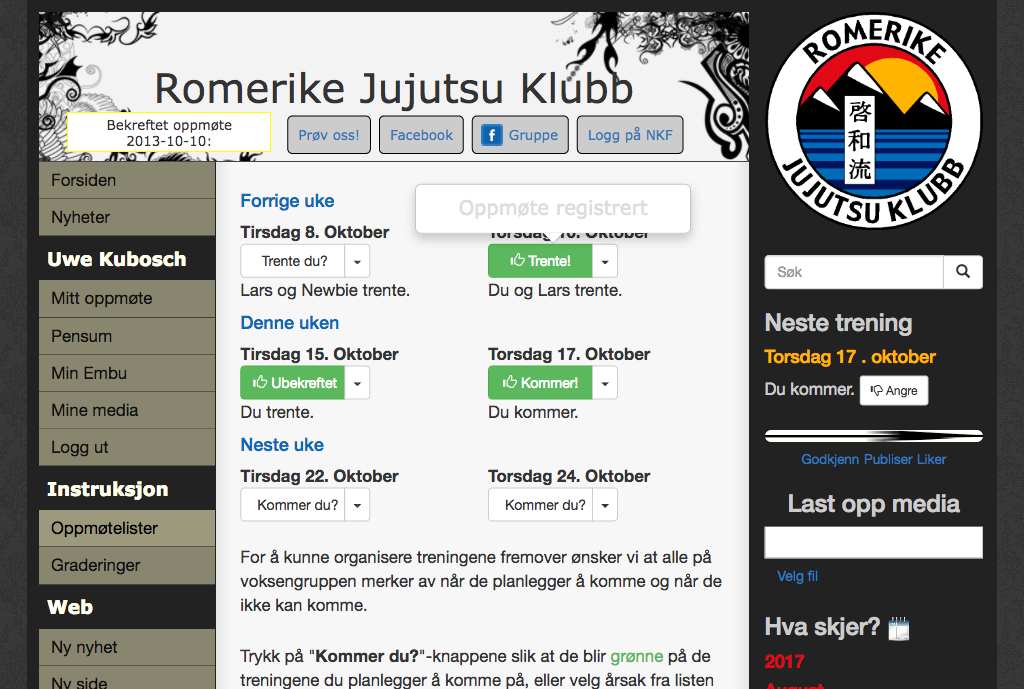 Romerike Jujutsu Klubb
Bekreftet oppmøte
2013-10-10:
Prøv oss!
Facebook
Gruppe
Logg på NKF
Forsiden
Nyheter
Uwe Kubosch
Mitt oppmøte
Pensum
Min Embu
Mine media
Logg ut
Instruksjon
Oppmøtelister
Graderinger
Web
Ny nyhet
Ny side
Forrige uke
Oppmøte registrert
Tirsdag 8. Oktober
Torsdag 10. Oktober
Trente du?
Trente!
Lars og Newbie trente.
Du og Lars trente.
Denne uken
Tirsdag 15. Oktober
Torsdag 17. Oktober
Ubekreftet
Kommer!
Du trente.
Du kommer.
Neste uke
Tirsdag 22. Oktober
Torsdag 24. Oktober
Kommer du?
Kommer du?
For å kunne organisere treningene fremover ønsker vi at alle på
voksengruppen merker av når de planlegger å komme og når de
ikke kan komme.
Trykk på "Kommer du?"-knappene slik at de blir grønne på de
treningene du planlegger å komme på, eller velg årsak fra listen
ROMERIKE
啓和流
JUJUTSU KLUBB
Søk
Neste trening
Torsdag 17 . oktober
Du kommer.
Angre
Godkjenn Publiser Liker
Last opp media
Velg fil
Hva skjer?
2017
August